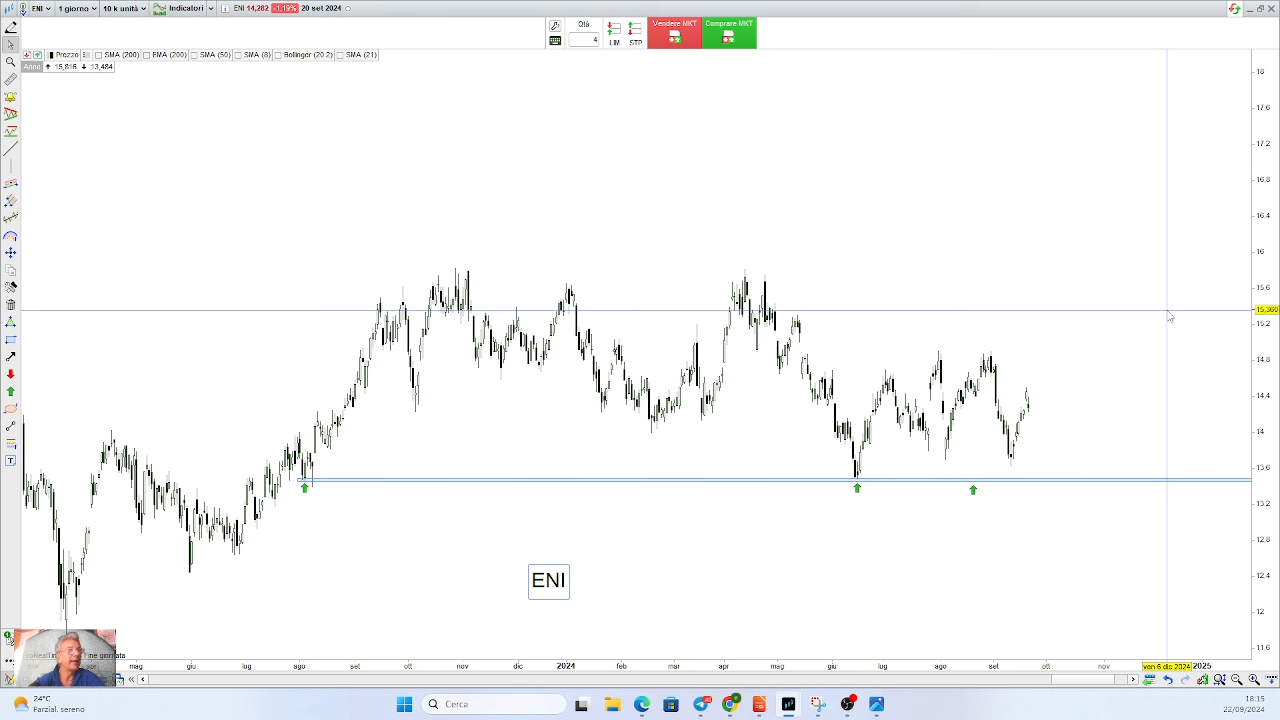 ENI 1 giorno 10 k unità Indicatori ENI 14,282 -1,19% 20 set 2024
Qtà Vendere MKT Comprare MKT
4 LIM STP
Prezzo SMA (200) EMA (200) SMA (50) SMA (8) Bollinger (20 2) SMA (21)
Anno 15,816 13,484
18
17.6
17.2
16.8
16.4
16
15.6
15,360
15.2
14.8
14.4
14
13.6
13.2
12.8
12.4
12
11.6
ENI
Fine giornata
mag giu lug ago set ott nov dic 2024 feb mar apr mag giu lug ago set ott nov ven 6 dic 2024 2025
24°C
Parzial. sereno
Cerca
18:15
22/09/2024